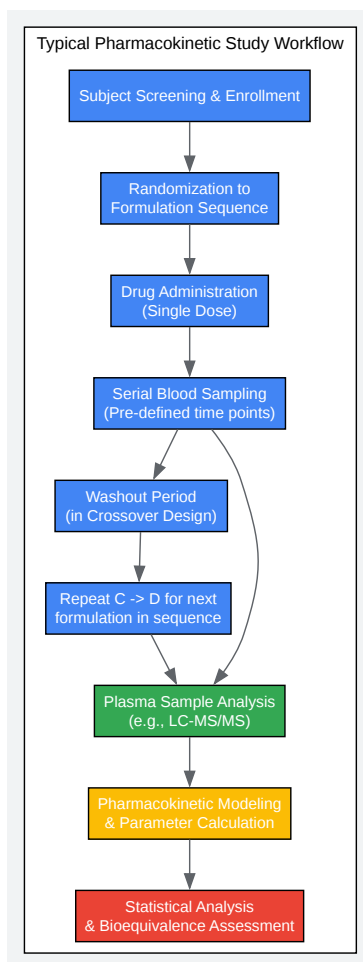 Typical Pharmacokinetic Study Workflow
Subject Screening & Enrollment
Randomization to
Formulation Sequence
Drug Administration
(Single Dose)
Serial Blood Sampling
(Pre-defined time points)
Washout Period
(in Crossover Design)
Repeat C -> D for next
formulation in sequence
Plasma Sample Analysis
(e.g., LC-MS/MS)
Pharmacokinetic Modeling
& Parameter Calculation
Statistical Analysis
& Bioequivalence Assessment